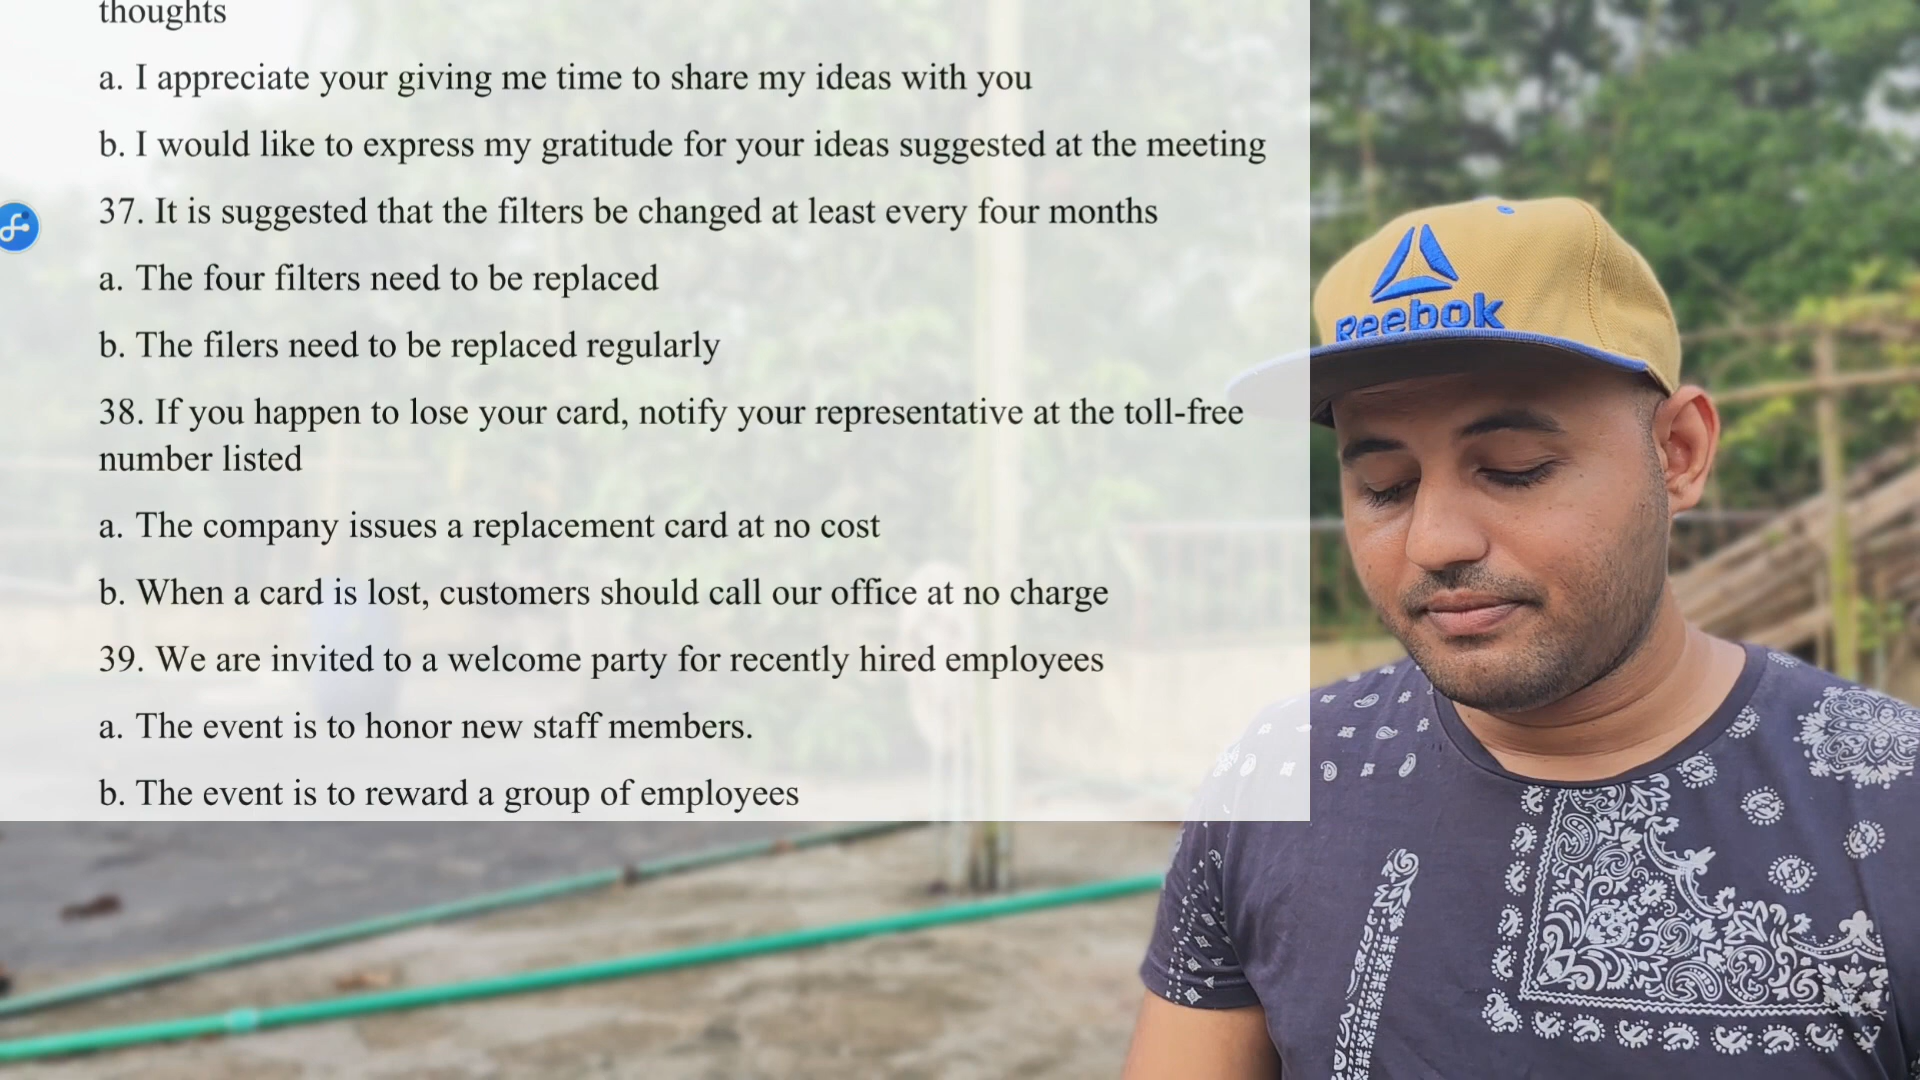 thoughts
a. I appreciate your giving me time to share my ideas with you
b. I would like to express my gratitude for your ideas suggested at the meeting
37. It is suggested that the filters be changed at least every four months
a. The four filters need to be replaced
b. The filers need to be replaced regularly
38. If you happen to lose your card, notify your representative at the toll-free
number listed
a. The company issues a replacement card at no cost
b. When a card is lost, customers should call our office at no charge
39. We are invited to a welcome party for recently hired employees
a. The event is to honor new staff members.
b. The event is to reward a group of employees
Reebok